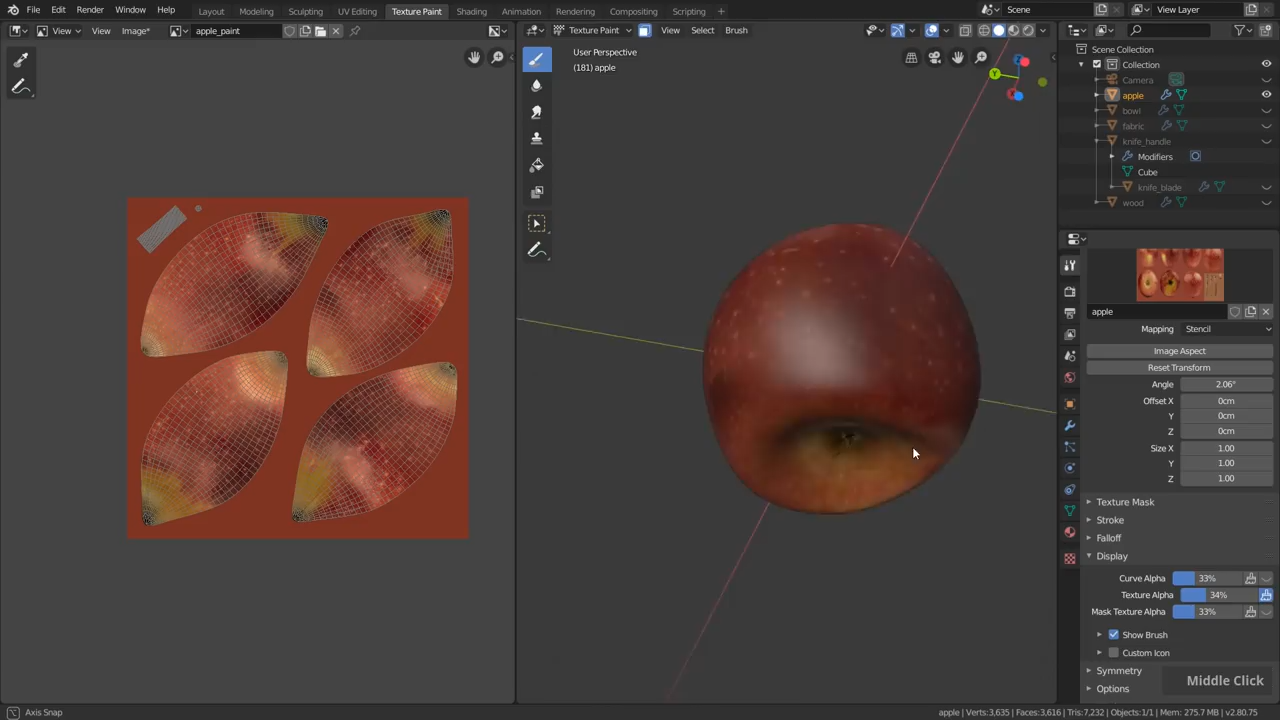 File Edit Render Window Help Layout Modeling Sculpting UV Editing Texture Paint Shading Animation Rendering Compositing Scripting + Scene View Layer
View View Image* apple_paint Texture Paint View Select Brush
User Perspective
(181) apple
Y
X
Scene Collection
Collection
Camera
apple
bowl
fabric
knife_handle
Modifiers
Cube
knife_blade
wood
apple
Mapping Stencil
Image Aspect
Reset Transform
Angle 2.06°
Offset X 0cm
Y 0cm
Z 0cm
Size X 1.00
Y 1.00
Z 1.00
Texture Mask
Stroke
Falloff
Display
Curve Alpha 33%
Texture Alpha 34%
Mask Texture Alpha 33%
Show Brush
Custom Icon
Symmetry
Options
Middle Click
Axis Snap
apple | Verts:3,635 | Faces:3,616 | Tris:7,232 | Objects:1/1 | Mem: 275.7 MB | v2.80.75